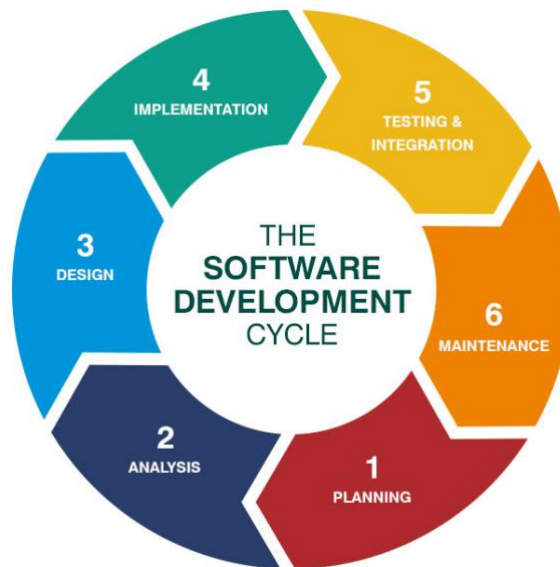 THE
SOFTWARE
DEVELOPMENT
CYCLE
1
PLANNING
2
ANALYSIS
3
DESIGN
4
IMPLEMENTATION
5
TESTING &
INTEGRATION
6
MAINTENANCE